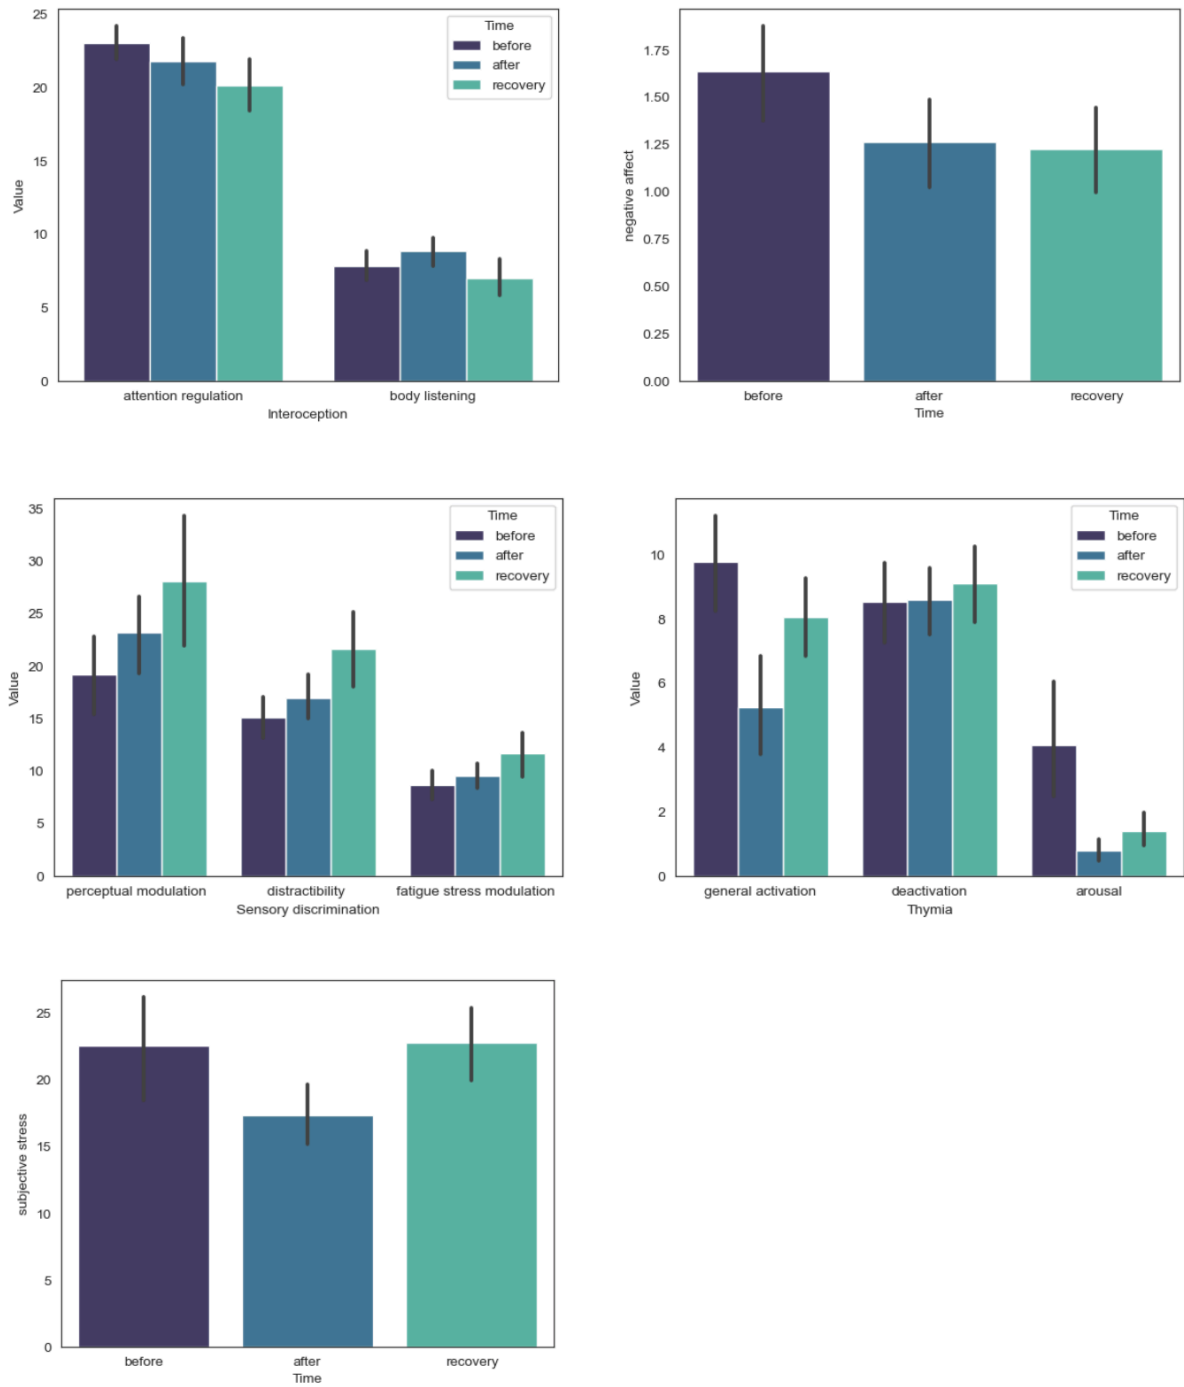 25
20
15
10
5
0
Value
Time
before
after
recovery
attention regulation
body listening
Interoception
1.75
1.50
1.25
1.00
0.75
0.50
0.25
0.00
negative affect
before
after
recovery
Time
35
30
25
20
15
10
5
0
Value
Time
before
after
recovery
perceptual modulation
distractibility
fatigue stress modulation
Sensory discrimination
10
8
6
4
2
0
Value
Time
before
after
recovery
general activation
deactivation
arousal
Thymia
25
20
15
10
5
0
subjective stress
before
after
recovery
Time